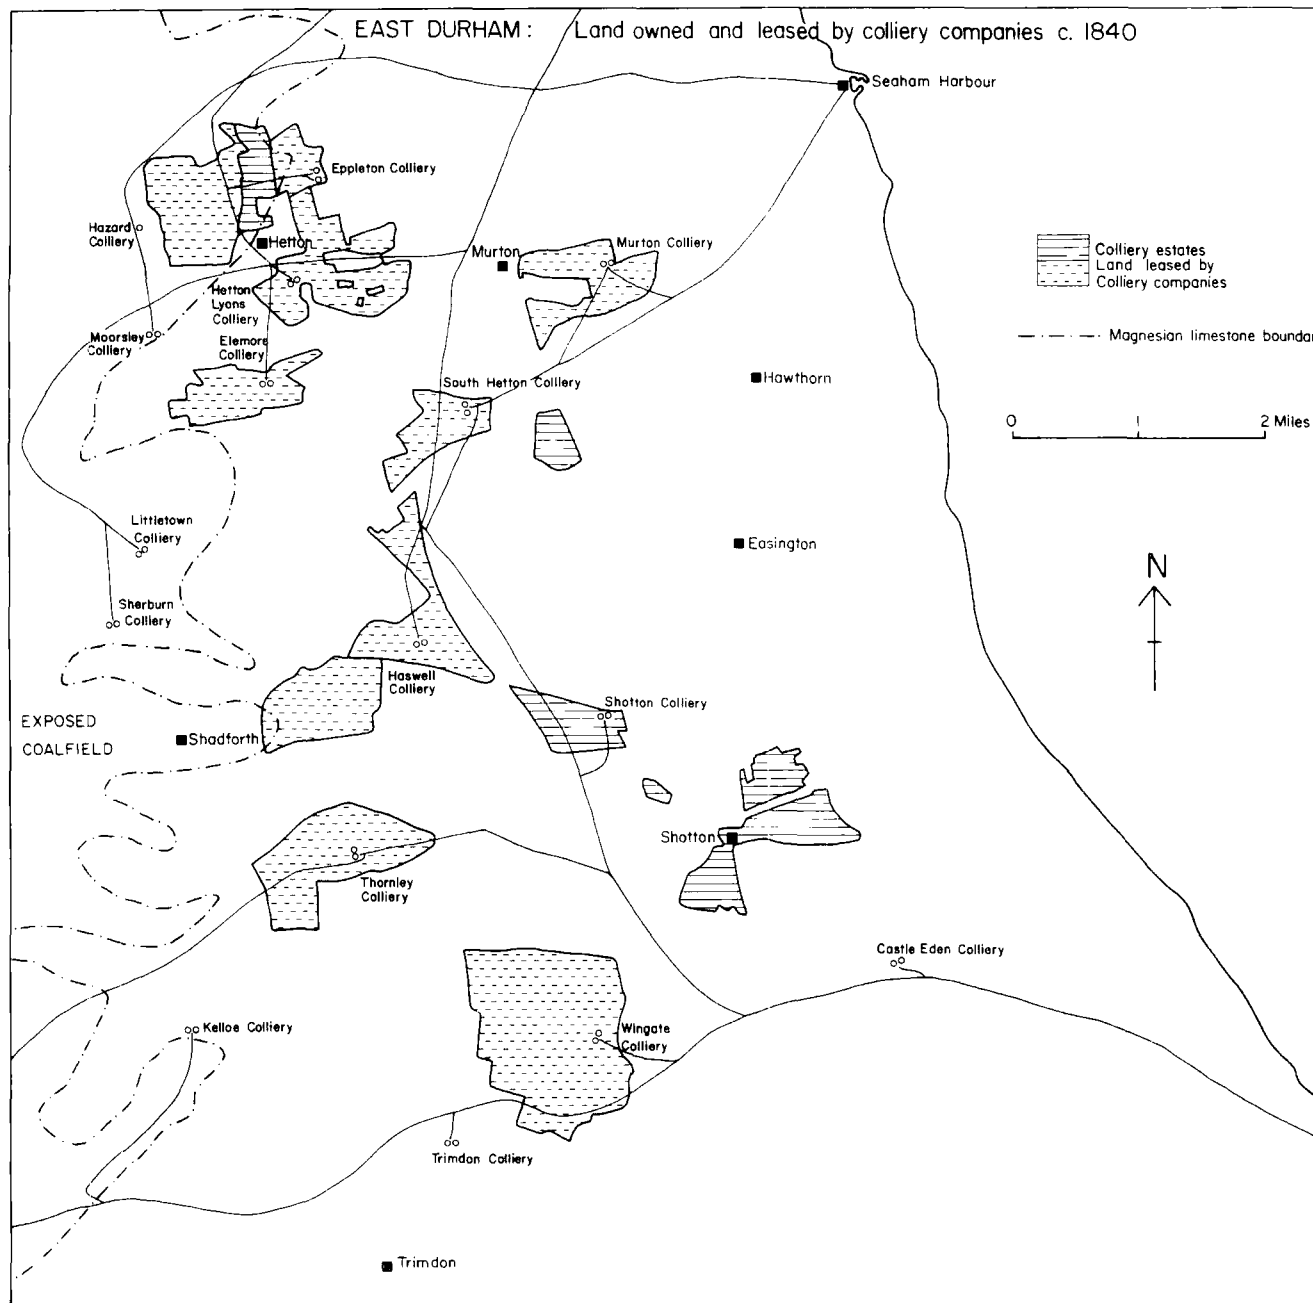 EAST DURHAM : Land owned and leased by colliery companies c. 1840
Seaham Harbour
Eppleton Colliery
Hazard
Colliery
Hetton
Murton
Murton Colliery
Colliery estates
Land leased by
Colliery companies
Hetton
Lyons
Colliery
Moorsley
Colliery
Elemore
Colliery
Magnesian limestone boundar
South Hetton Colliery
Hawthorn
0 1 2 Miles
Littletown
Colliery
Easington
N
Sherburn
Colliery
Haswell
Colliery
Shotton Colliery
EXPOSED
COALFIELD
Shadforth
Shotton
Thornley
Colliery
Castle Eden Colliery
Kelloe Colliery
Wingate
Colliery
Trimdon Colliery
Trimdon